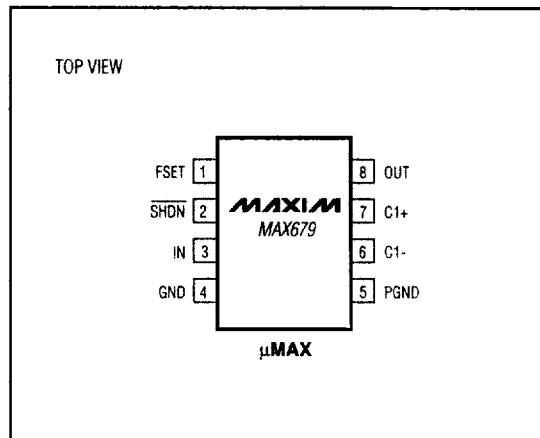 TOP VIEW
FSET 1
SHDN 2
IN 3
GND 4
MAXIM
MAX679
8 OUT
7 C1+
6 C1-
5 PGND
μMAX